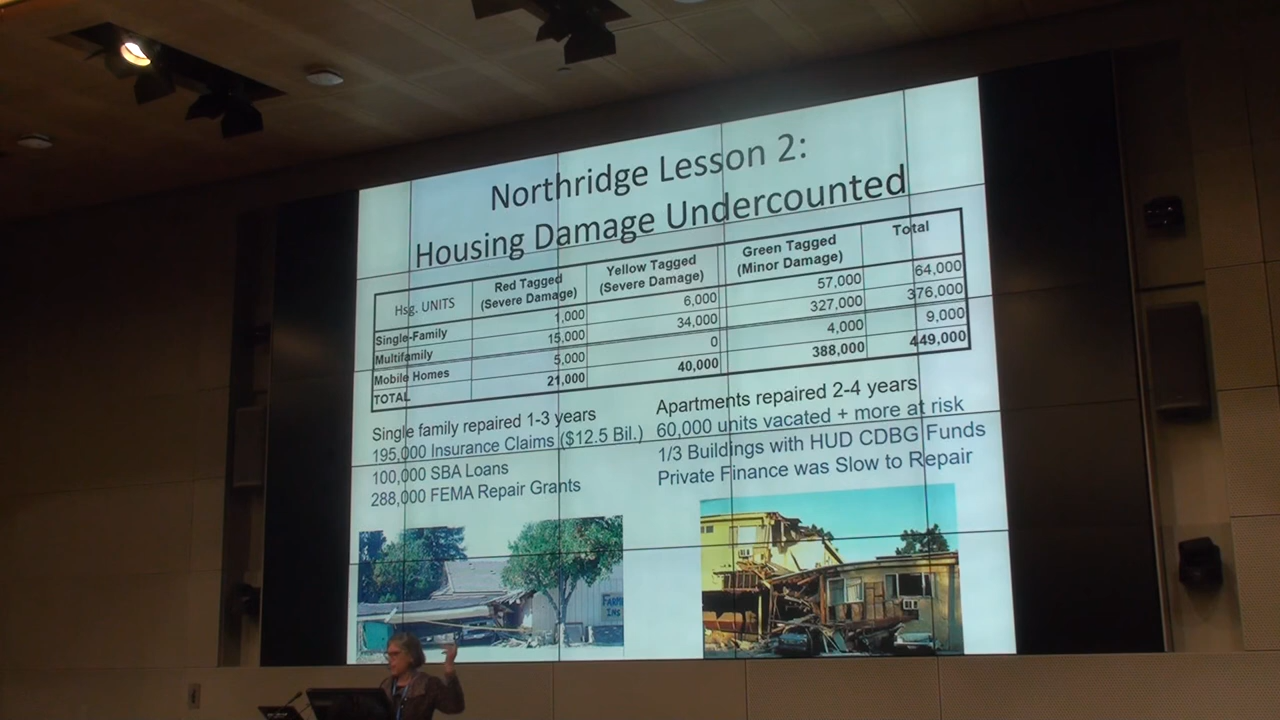 Northridge Lesson 2:
Housing Damage Undercounted
Hsg. UNITS Red Tagged (Severe Damage) Yellow Tagged (Severe Damage) Green Tagged (Minor Damage) Total
Single-Family 1,000 6,000 57,000 64,000
Multifamily 15,000 34,000 327,000 376,000
Mobile Homes 5,000 0 4,000 9,000
TOTAL 21,000 40,000 388,000 449,000
Single family repaired 1-3 years
195,000 Insurance Claims ($12.5 Bil.)
100,000 SBA Loans
288,000 FEMA Repair Grants
Apartments repaired 2-4 years
60,000 units vacated + more at risk
1/3 Buildings with HUD CDBG Funds
Private Finance was Slow to Repair